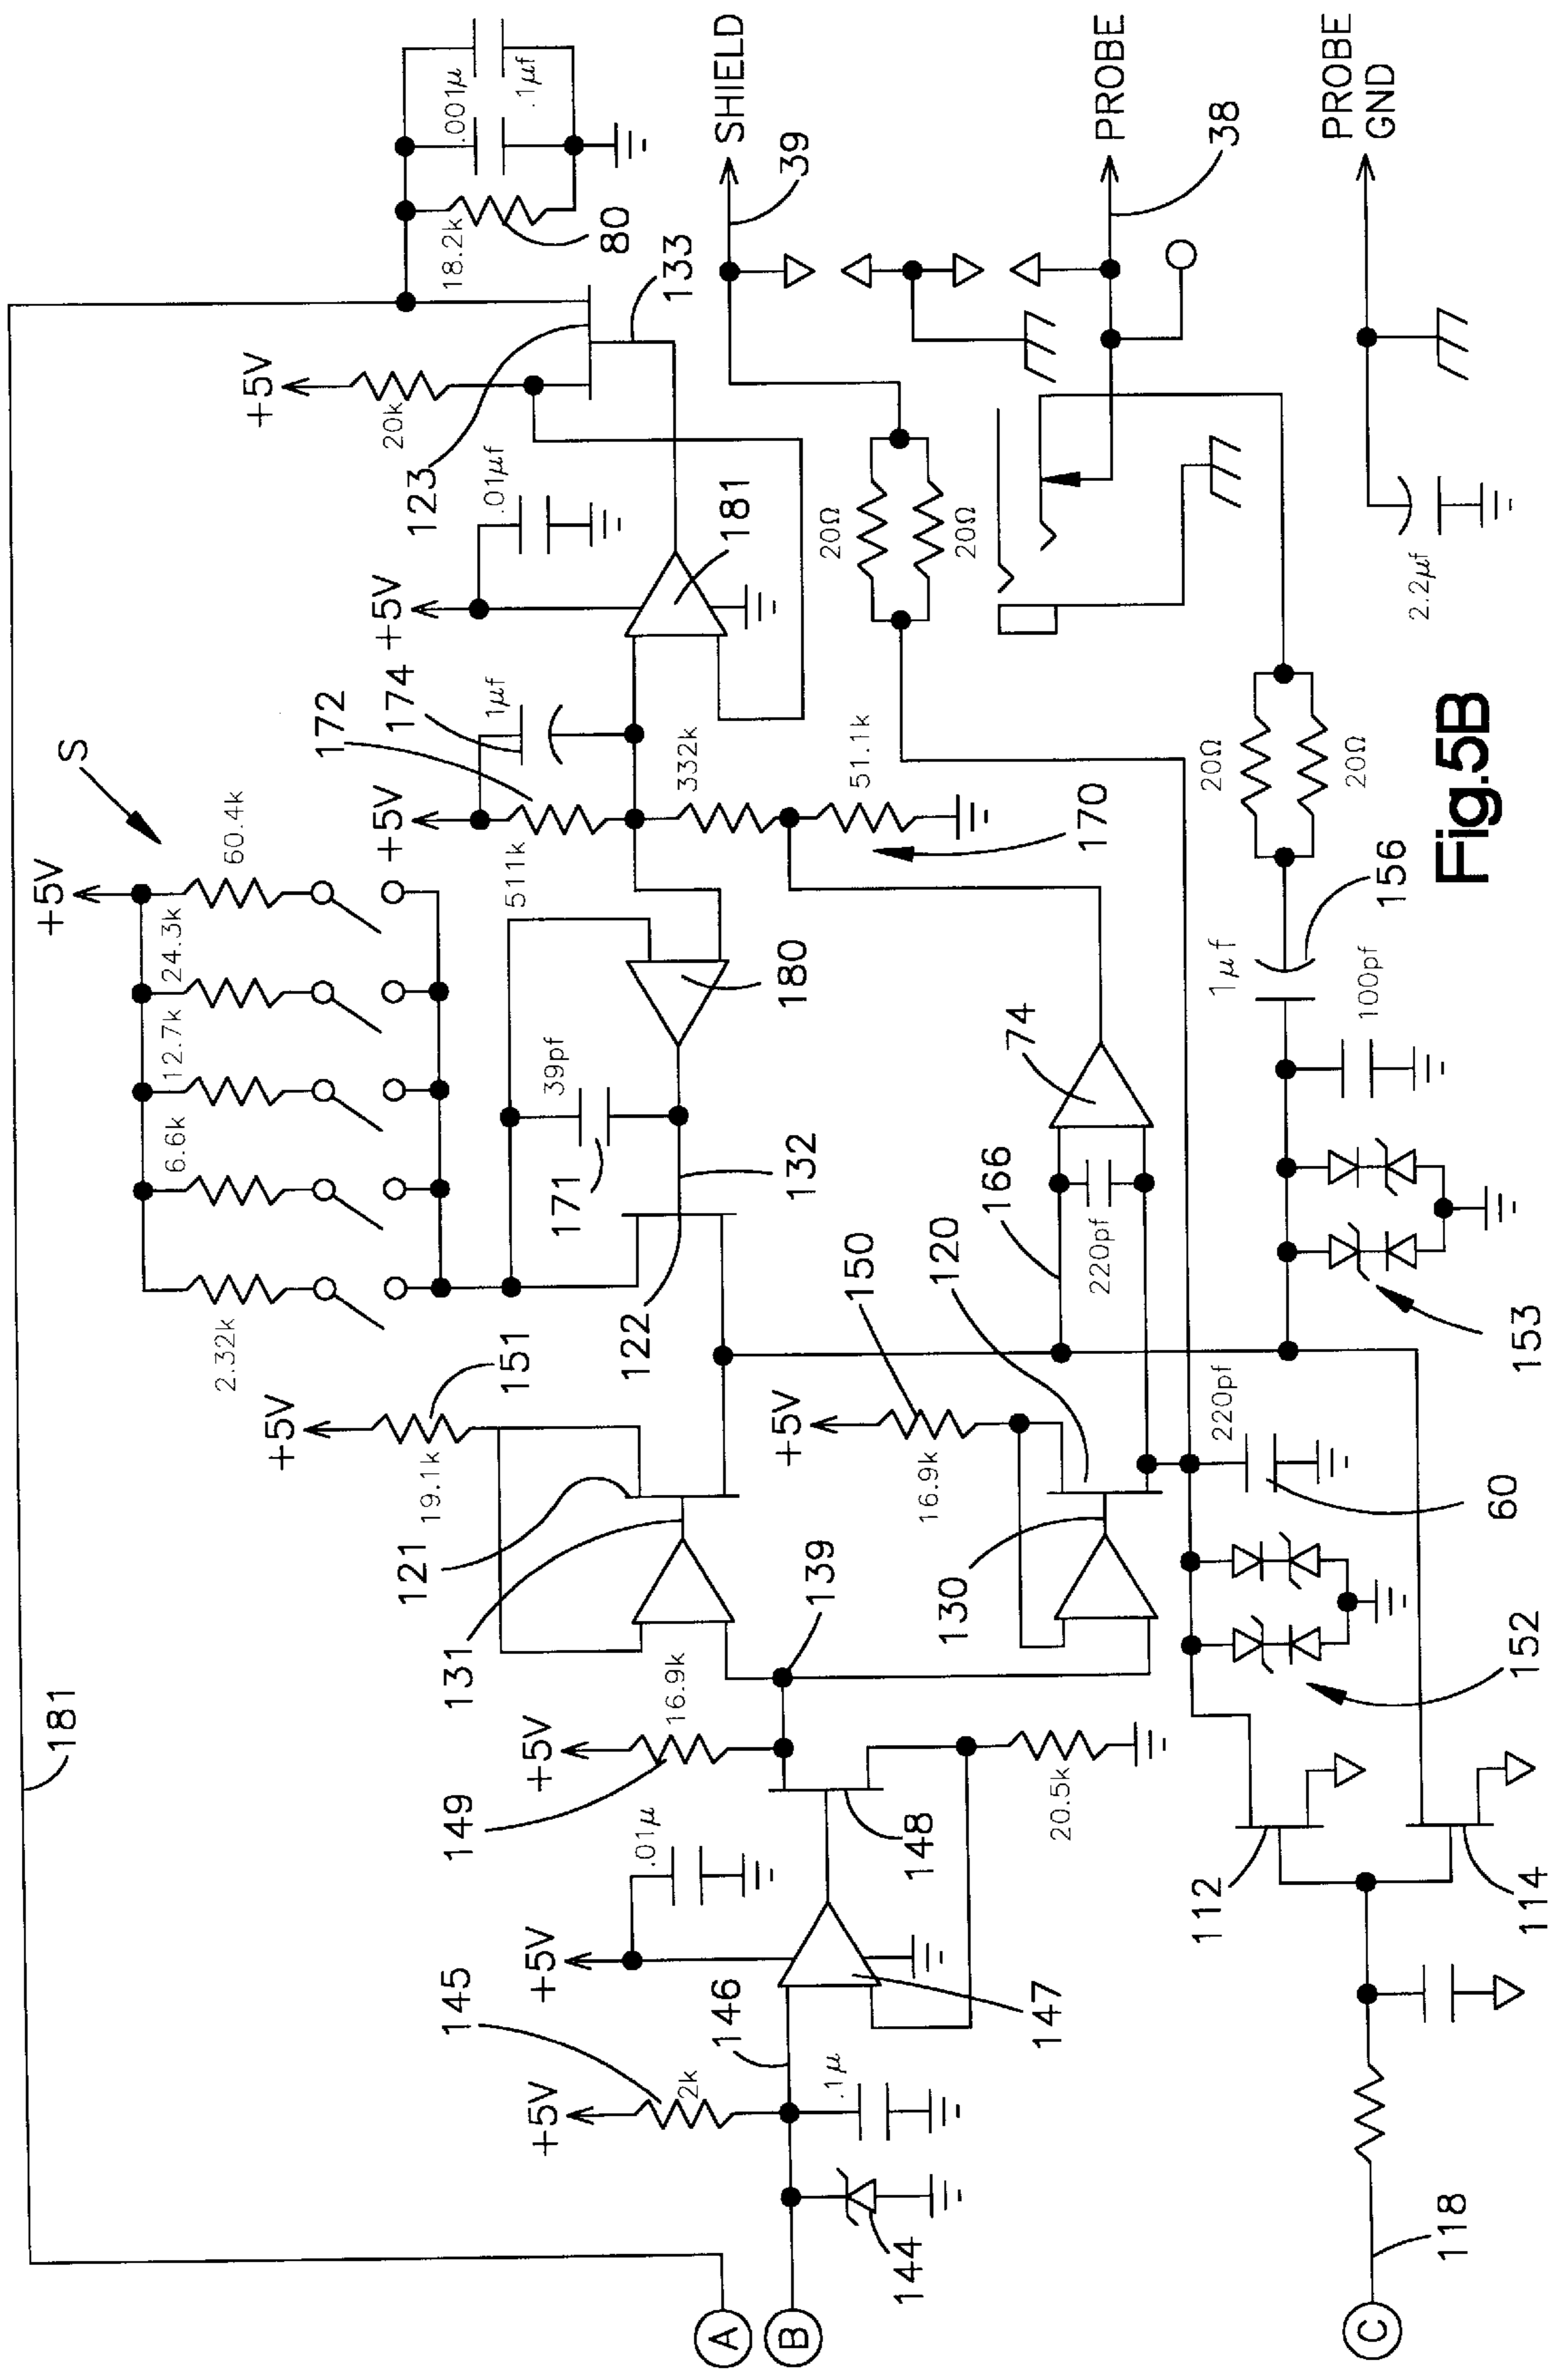 181
A
B
C
118
+5V
145
2k
144
146
.1µ
147
+5V
.01µ
148
20.5k
+5V
149
16.9k
139
112
114
152
+5V
151
19.1k
121
131
+5V
150
16.9k
130
120
60
220pf
153
166
220pf
74
S
+5V
2.32k
6.6k
12.7k
24.3k
60.4k
122
132
171
39pf
180
+5V
172
174
1µf
511k
332k
51.1k
170
100pf
1µf
156
20Ω
20Ω
+5V
.01µf
181
123
+5V
20k
133
18.2k
80
.001µ
.1µf
20Ω
20Ω
39
SHIELD
38
PROBE
2.2µf
PROBE
GND
Fig.5B